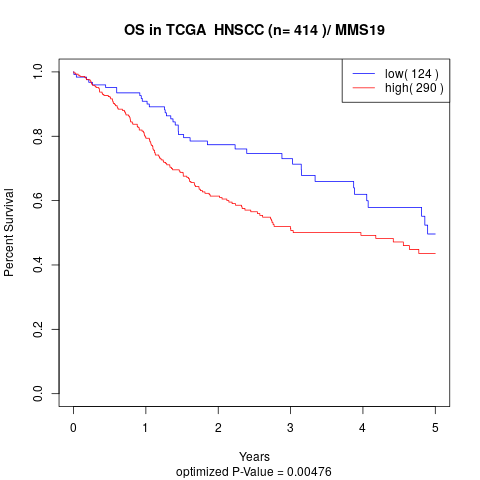 OS in TCGA  HNSCC (n= 414 )/ MMS19
low( 124 )
high( 290 )
Percent Survival
1.0
0.8
0.6
0.4
0.2
0.0
0 1 2 3 4 5
Years
optimized P-Value = 0.00476